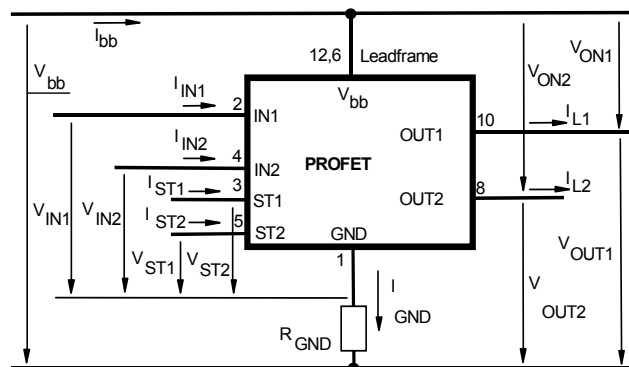 I bb
V bb
12,6 Leadframe
V bb
V ON1
V ON2
I IN1
2
IN1
10
I L1
OUT1
I IN2
4
IN2
PROFET
I ST1
3
ST1
8
I L2
OUT2
I ST2
5
ST2
GND
V IN1
V IN2
V ST1
V ST2
1
V OUT1
V OUT2
I GND
R GND